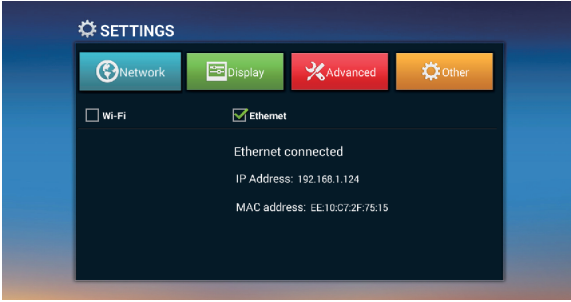 SETTINGS
Network Display Advanced Other
Wi-Fi Ethernet
Ethernet connected
IP Address: 192.168.1.124
MAC address: EE:10:C7:2F:75:15